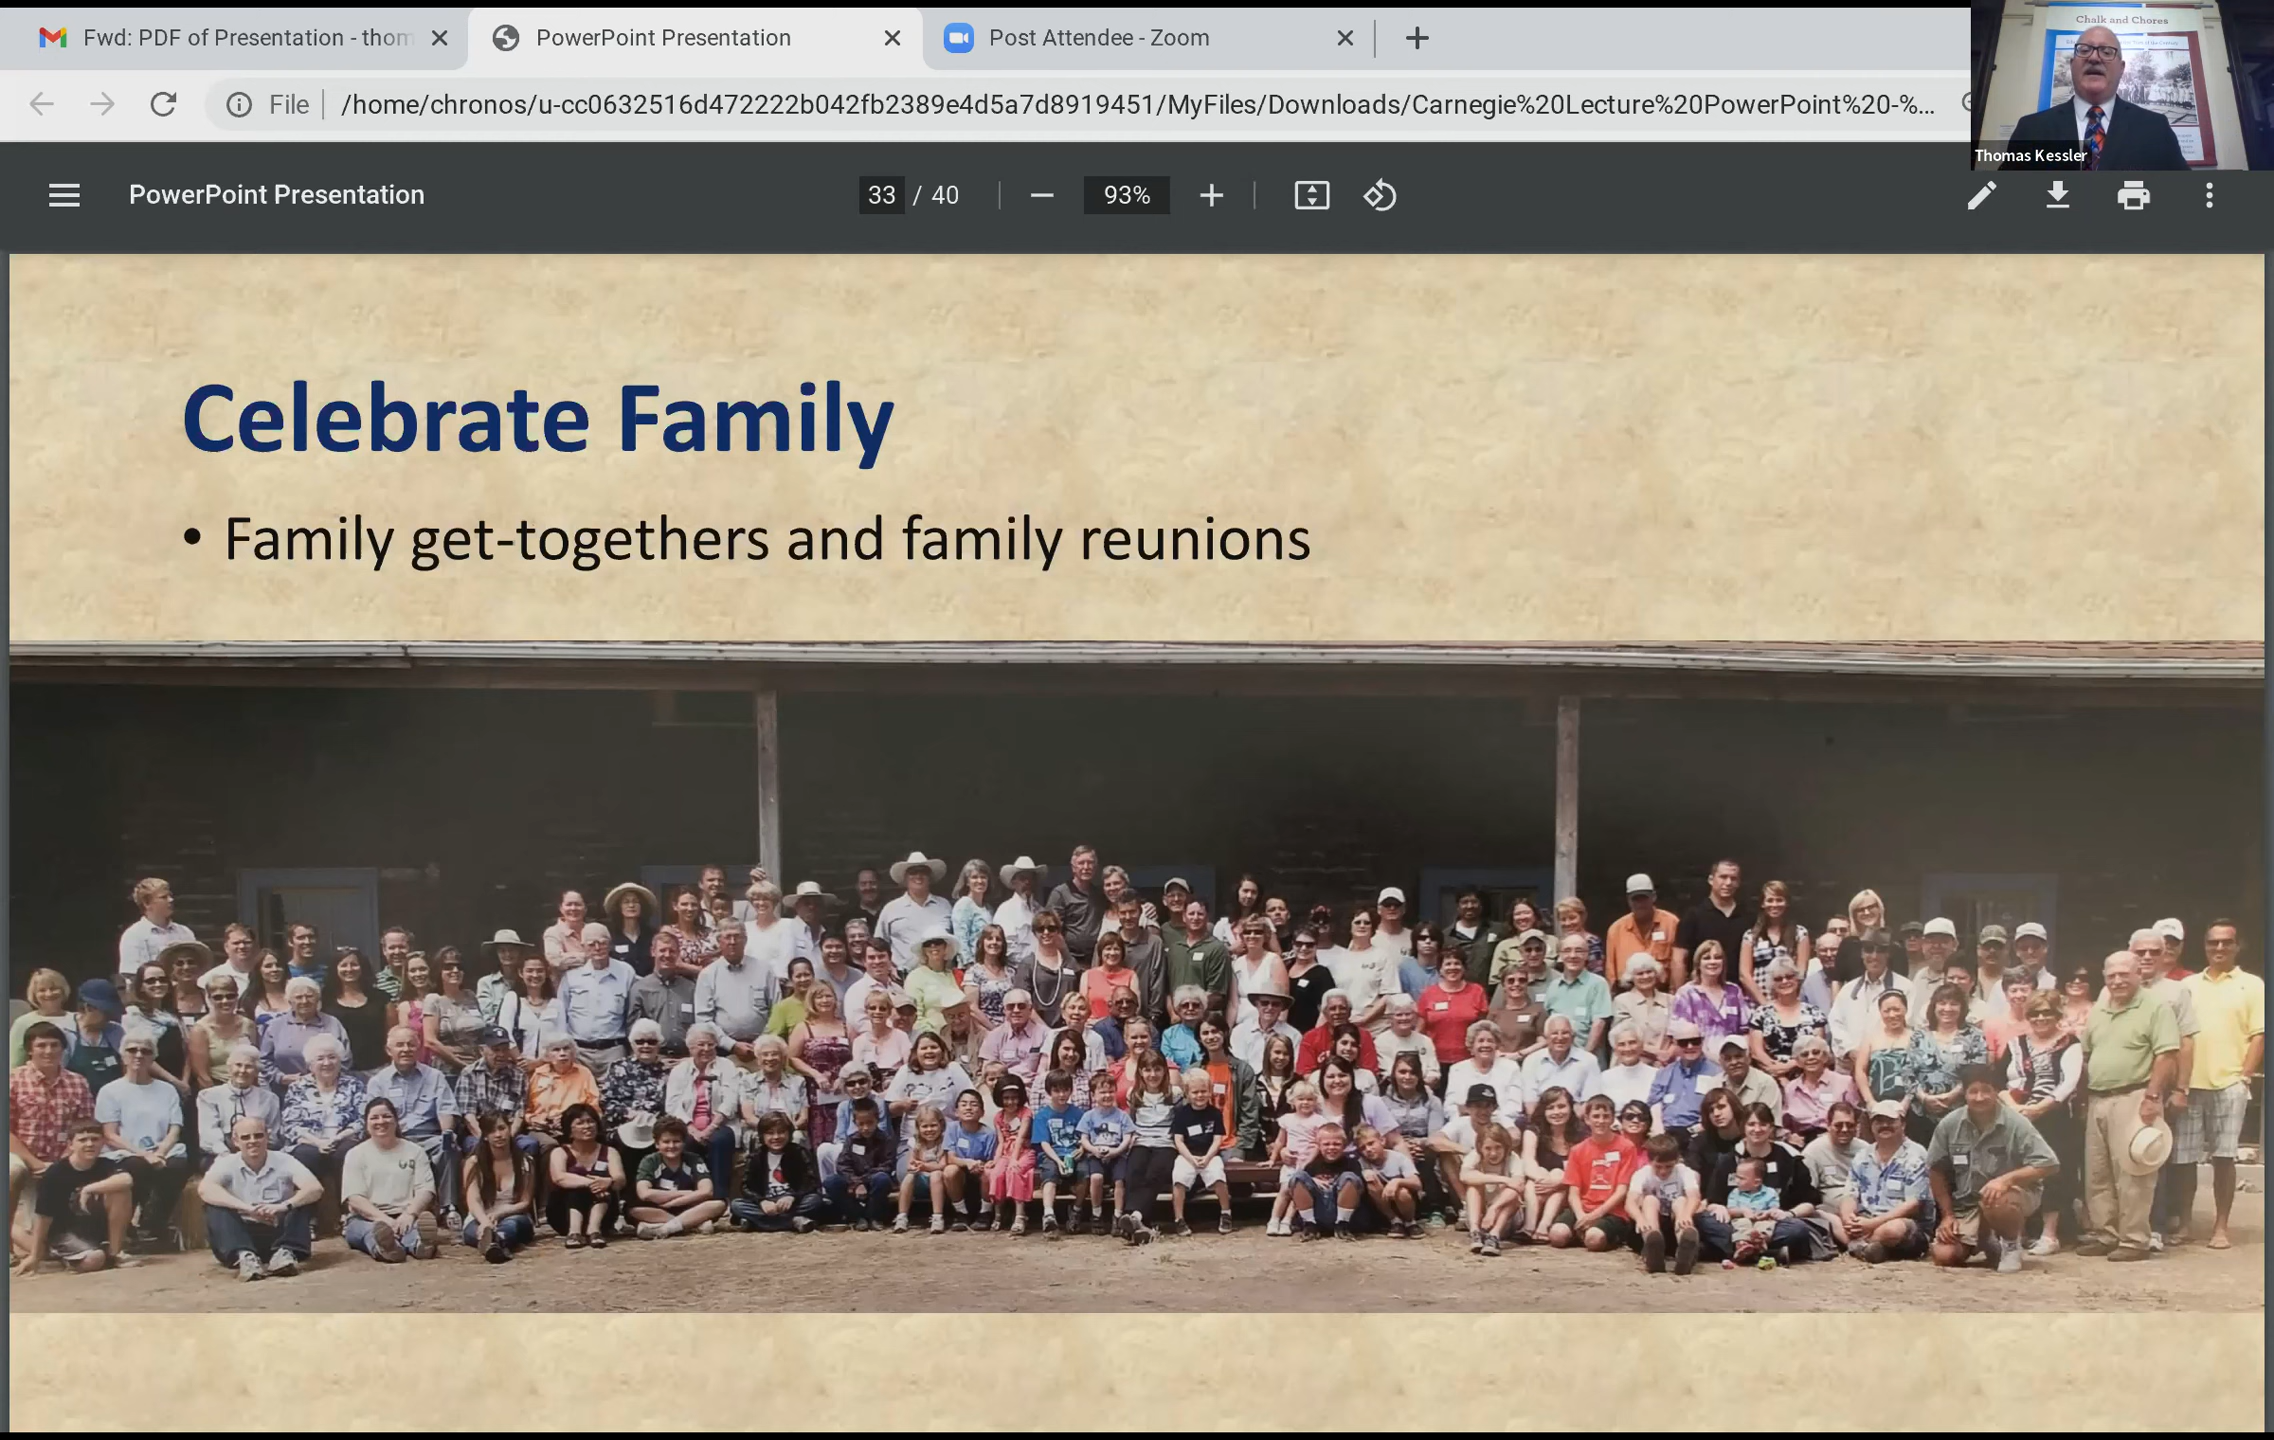 Fwd: PDF of Presentation - thom
PowerPoint Presentation
Post Attendee - Zoom
File
/home/chronos/u-cc0632516d472222b042fb2389e4d5a7d8919451/MyFiles/Downloads/Carnegie%20Lecture%20PowerPoint%20-%...
Chalk and Chores
Thomas Kessler
PowerPoint Presentation
33 / 40
93%
Celebrate Family
• Family get-togethers and family reunions